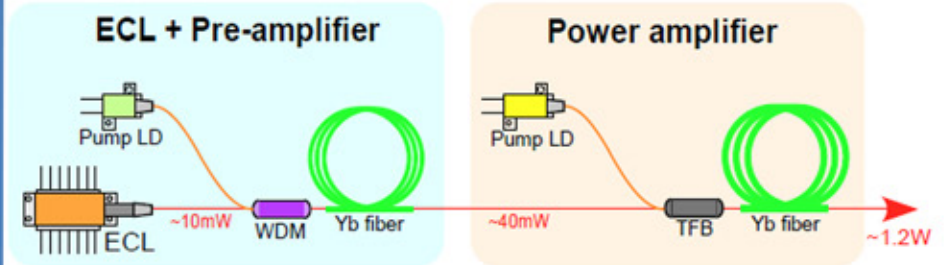 ECL + Pre-amplifier
Power amplifier
Pump LD
Pump LD
ECL
~10mW
WDM
Yb fiber
~40mW
TFB
Yb fiber
~1.2W